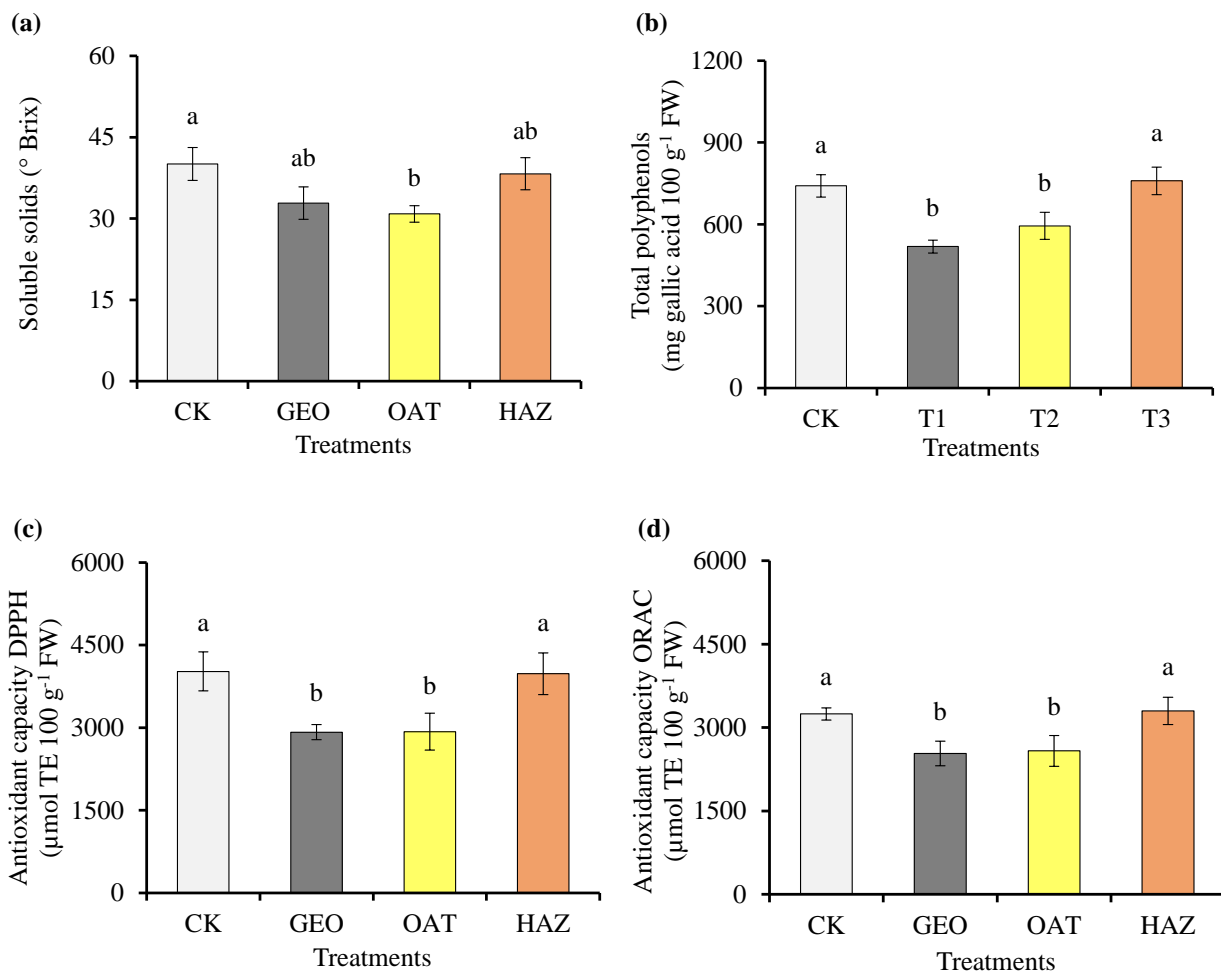 (a)
Soluble solids (° Brix)
60
45
30
15
0
a
ab
b
ab
CK GEO OAT HAZ
Treatments
(b)
Total polyphenols
(mg gallic acid 100 g-1 FW)
1200
900
600
300
0
a
b
b
a
CK T1 T2 T3
Treatments
(c)
Antioxidant capacity DPPH
(µmol TE 100 g-1 FW)
6000
4500
3000
1500
0
a
b
b
a
CK GEO OAT HAZ
Treatments
(d)
Antioxidant capacity ORAC
(µmol TE 100 g-1 FW)
6000
4500
3000
1500
0
a
b
b
a
CK GEO OAT HAZ
Treatments